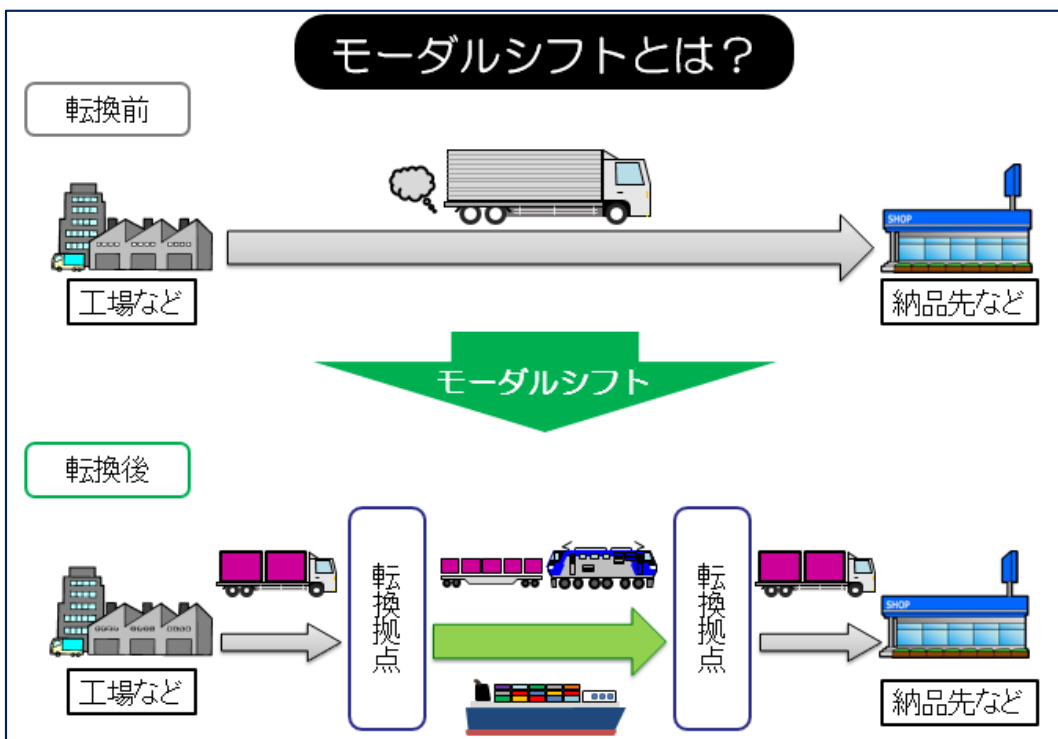 モーダルシフトとは？
転換前
SHOP
工場など
納品先など
モーダルシフト
転換後
転換拠点
転換拠点
SHOP
工場など
納品先など